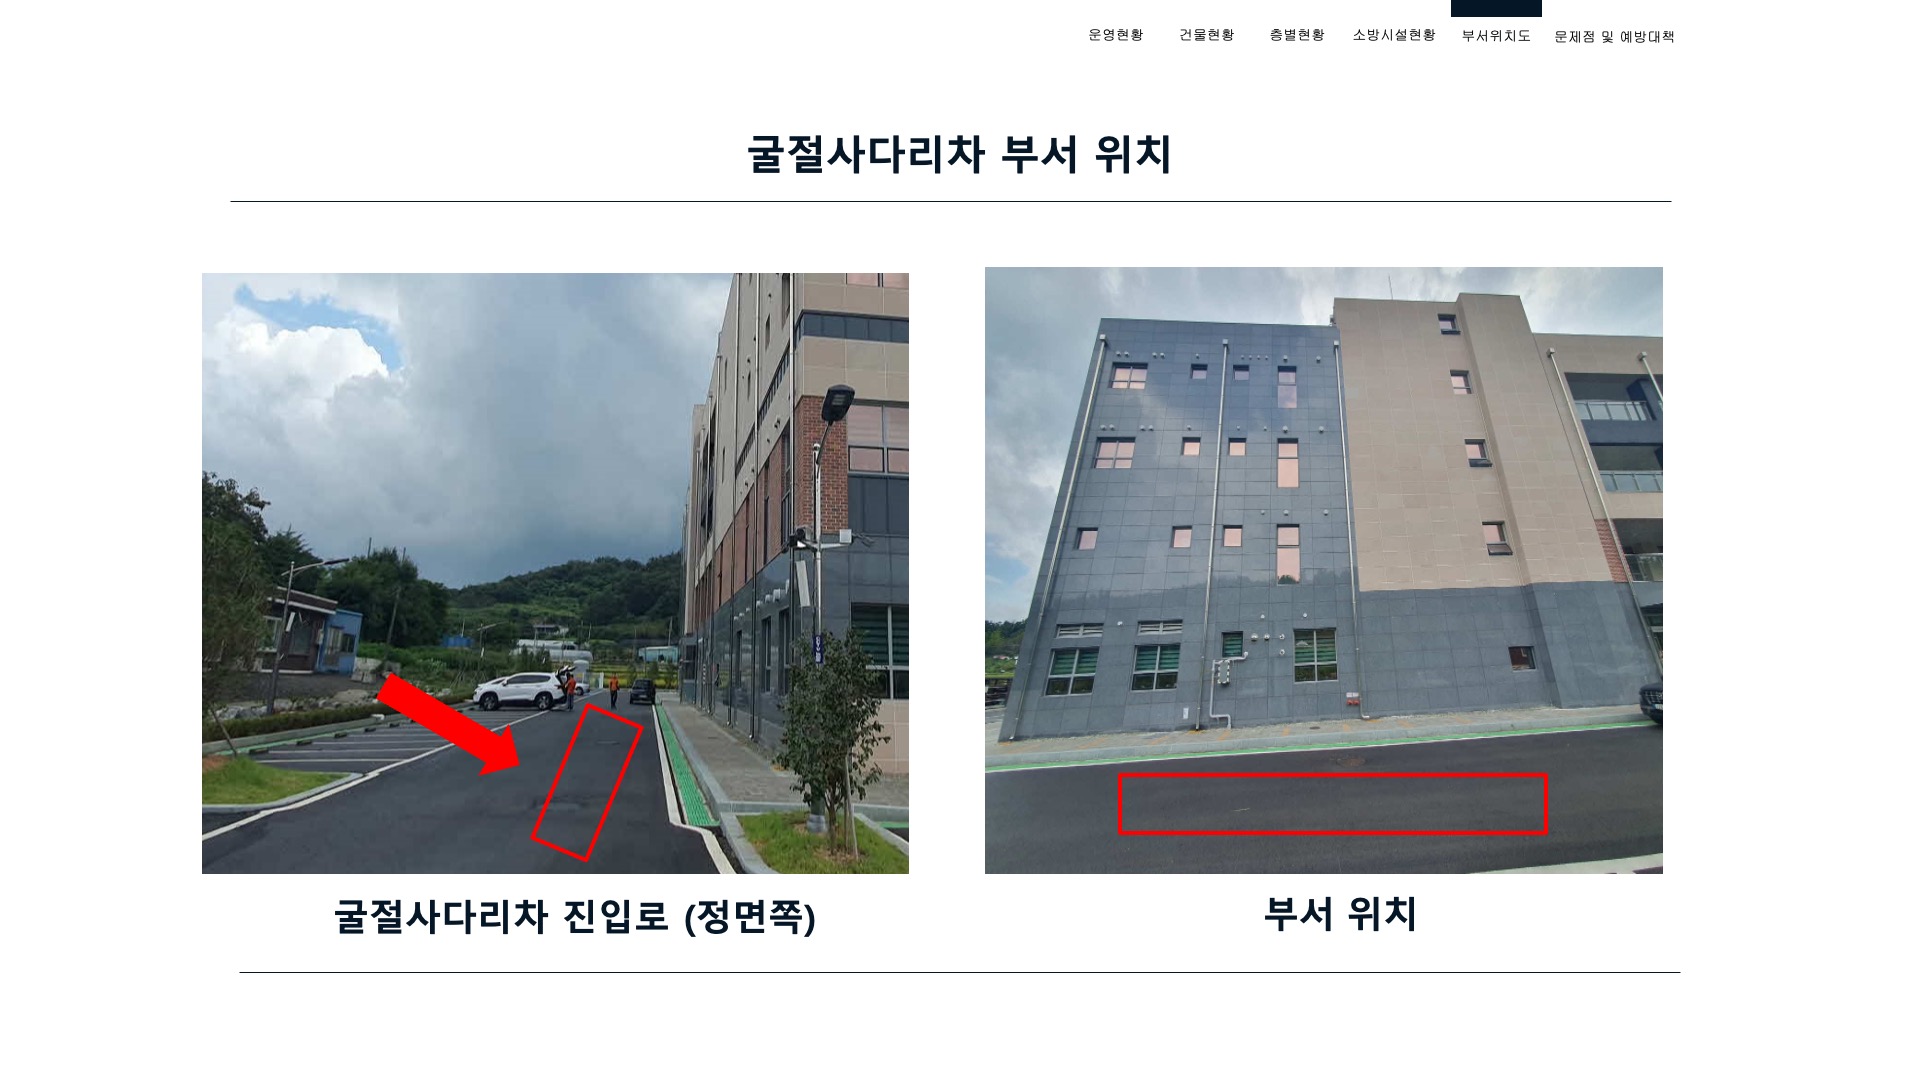 운영현황
건물현황
층별현황
소방시설현황
부서위치도
문제점 및 예방대책
굴절사다리차 부서 위치
굴절사다리차 진입로 (정면쪽)
부서 위치